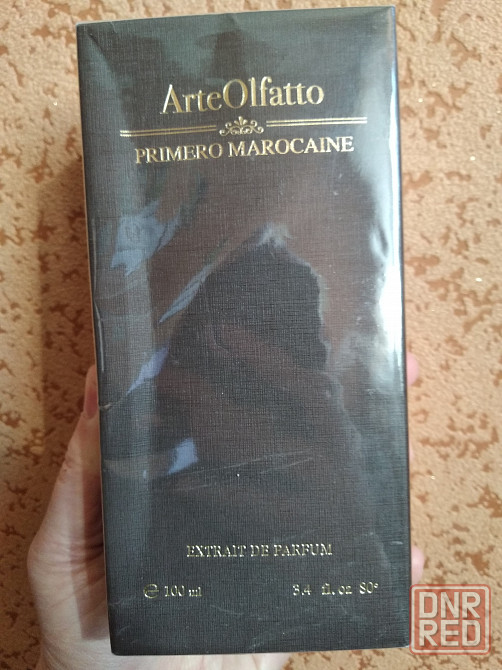 ArteOlfatto
PRIMERO MAROCAINE
EXTRAIT DE PARFUM
℮ 100 ml 3.4 fl. oz 80°
DNR
RED